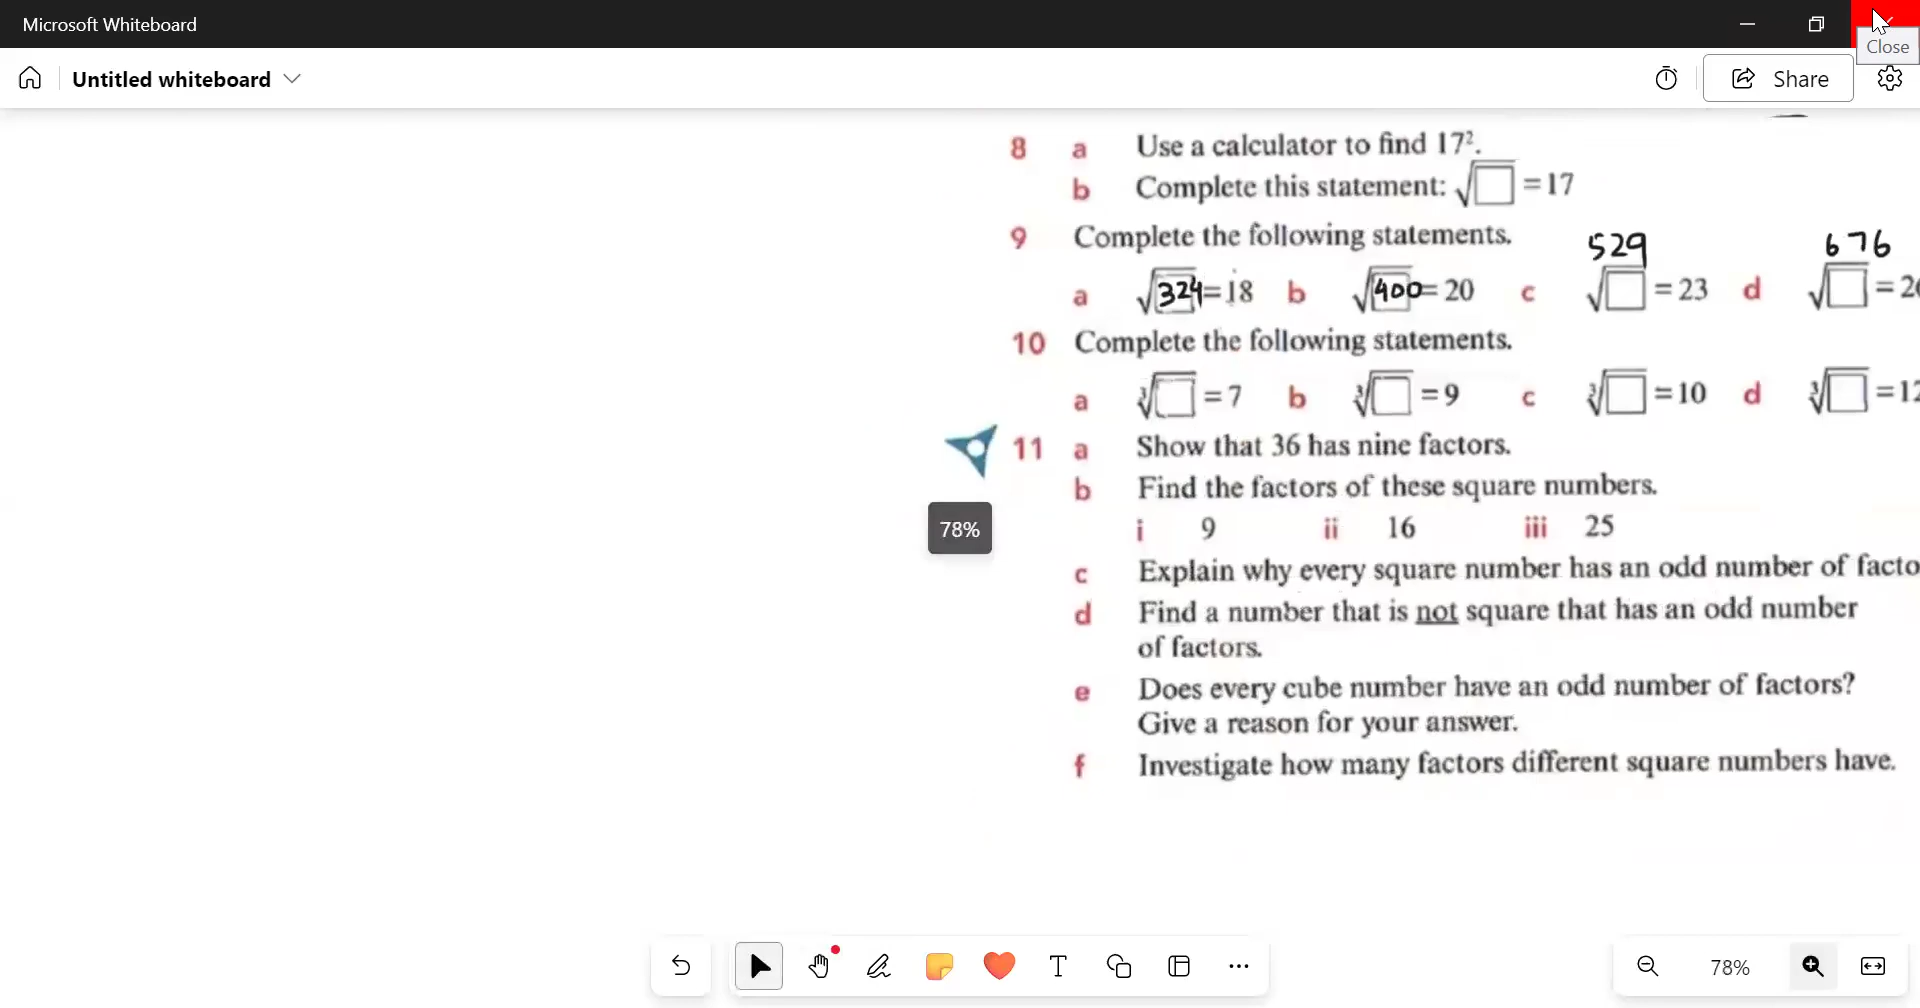 Microsoft Whiteboard
Close
Untitled whiteboard
Share
8 a Use a calculator to find 17².
b Complete this statement: √□ = 17
9 Complete the following statements.
529 676
a √324 = 18 b √400 = 20 c √□ = 23 d √□ = 2
10 Complete the following statements.
a ∛□ = 7 b ∛□ = 9 c ∛□ = 10 d ∛□ = 12
11 a Show that 36 has nine factors.
b Find the factors of these square numbers.
78%
i 9 ii 16 iii 25
c Explain why every square number has an odd number of facto
d Find a number that is not square that has an odd number
of factors.
e Does every cube number have an odd number of factors?
Give a reason for your answer.
f Investigate how many factors different square numbers have.
78%